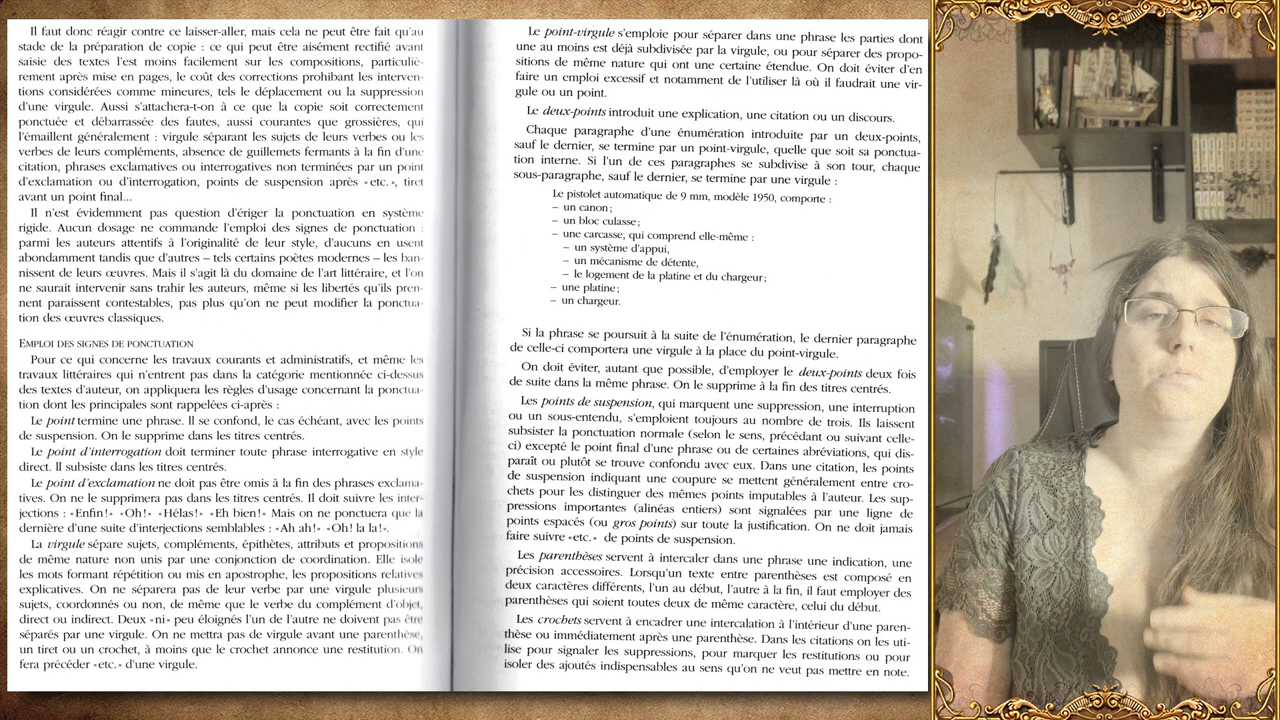 Il faut donc réagir contre ce laisser-aller, mais cela ne peut être fait qu'au
stade de la préparation de copie : ce qui peut être aisément rectifié avant
saisie des textes l'est moins facilement sur les compositions, particuliè-
rement après mise en pages, le coût des corrections prohibant les interven-
tions considérées comme mineures, tels le déplacement ou la suppression
d'une virgule. Aussi s'attachera-t-on à ce que la copie soit correctement
ponctuée et débarrassée des fautes, aussi courantes que grossières, qui
l'émaillent généralement : virgule séparant les sujets de leurs verbes ou les
verbes de leurs compléments, absence de guillemets fermants à la fin d'une
citation, phrases exclamatives ou interrogatives non terminées par un point
d'exclamation ou d'interrogation, points de suspension après «etc.», tiret
avant un point final...
Il n'est évidemment pas question d'ériger la ponctuation en système
rigide. Aucun dosage ne commande l'emploi des signes de ponctuation :
parmi les auteurs attentifs à l'originalité de leur style, d'aucuns en usent
abondamment tandis que d'autres – tels certains poètes modernes – les ban-
nissent de leurs œuvres. Mais il s'agit là du domaine de l'art littéraire, et l'on
ne saurait intervenir sans trahir les auteurs, même si les libertés qu'ils pren-
nent paraissent contestables, pas plus qu'on ne peut modifier la ponctua-
tion des œuvres classiques.
EMPLOI DES SIGNES DE PONCTUATION
Pour ce qui concerne les travaux courants et administratifs, et même les
travaux littéraires qui n'entrent pas dans la catégorie mentionnée ci-dessus
des textes d'auteur, on appliquera les règles d'usage concernant la ponctua-
tion dont les principales sont rappelées ci-après :
Le point termine une phrase. Il se confond, le cas échéant, avec les points
de suspension. On le supprime dans les titres centrés.
Le point d'interrogation doit terminer toute phrase interrogative en style
direct. Il subsiste dans les titres centrés.
Le point d'exclamation ne doit pas être omis à la fin des phrases exclama-
tives. On ne le supprimera pas dans les titres centrés. Il doit suivre les inter-
jections : «Enfin!» «Oh!» «Hélas!» «Eh bien!» Mais on ne ponctuera que la
dernière d'une suite d'interjections semblables : «Ah ah!» «Oh! la la!».
La virgule sépare sujets, compléments, épithètes, attributs et propositions
de même nature non unis par une conjonction de coordination. Elle isole
les mots formant répétition ou mis en apostrophe, les propositions relatives
explicatives. On ne séparera pas de leur verbe par une virgule plusieurs
sujets, coordonnés ou non, de même que le verbe du complément d'objet,
direct ou indirect. Deux «ni» peu éloignés l'un de l'autre ne doivent pas être
séparés par une virgule. On ne mettra pas de virgule avant une parenthèse,
un tiret ou un crochet, à moins que le crochet annonce une restitution. On
fera précéder «etc.» d'une virgule.
Le point-virgule s'emploie pour séparer dans une phrase les parties dont
une au moins est déjà subdivisée par la virgule, ou pour séparer des propo-
sitions de même nature qui ont une certaine étendue. On doit éviter d'en
faire un emploi excessif et notamment de l'utiliser là où il faudrait une vir-
gule ou un point.
Le deux-points introduit une explication, une citation ou un discours.
Chaque paragraphe d'une énumération introduite par un deux-points,
sauf le dernier, se termine par un point-virgule, quelle que soit sa ponctua-
tion interne. Si l'un de ces paragraphes se subdivise à son tour, chaque
sous-paragraphe, sauf le dernier, se termine par une virgule :
Le pistolet automatique de 9 mm, modèle 1950, comporte :
– un canon;
– un bloc culasse;
– une carcasse, qui comprend elle-même :
– un système d'appui,
– un mécanisme de détente,
– le logement de la platine et du chargeur;
– une platine;
– un chargeur.
Si la phrase se poursuit à la suite de l'énumération, le dernier paragraphe
de celle-ci comportera une virgule à la place du point-virgule.
On doit éviter, autant que possible, d'employer le deux-points deux fois
de suite dans la même phrase. On le supprime à la fin des titres centrés.
Les points de suspension, qui marquent une suppression, une interruption
ou un sous-entendu, s'emploient toujours au nombre de trois. Ils laissent
subsister la ponctuation normale (selon le sens, précédant ou suivant celle-
ci) excepté le point final d'une phrase ou de certaines abréviations, qui dis-
paraît ou plutôt se trouve confondu avec eux. Dans une citation, les points
de suspension indiquant une coupure se mettent généralement entre cro-
chets pour les distinguer des mêmes points imputables à l'auteur. Les sup-
pressions importantes (alinéas entiers) sont signalées par une ligne de
points espacés (ou gros points) sur toute la justification. On ne doit jamais
faire suivre «etc.» de points de suspension.
Les parenthèses servent à intercaler dans une phrase une indication, une
précision accessoires. Lorsqu'un texte entre parenthèses est composé en
deux caractères différents, l'un au début, l'autre à la fin, il faut employer des
parenthèses qui soient toutes deux de même caractère, celui du début.
Les crochets servent à encadrer une intercalation à l'intérieur d'une paren-
thèse ou immédiatement après une parenthèse. Dans les citations on les uti-
lise pour signaler les suppressions, pour marquer les restitutions ou pour
isoler des ajoutés indispensables au sens qu'on ne veut pas mettre en note.